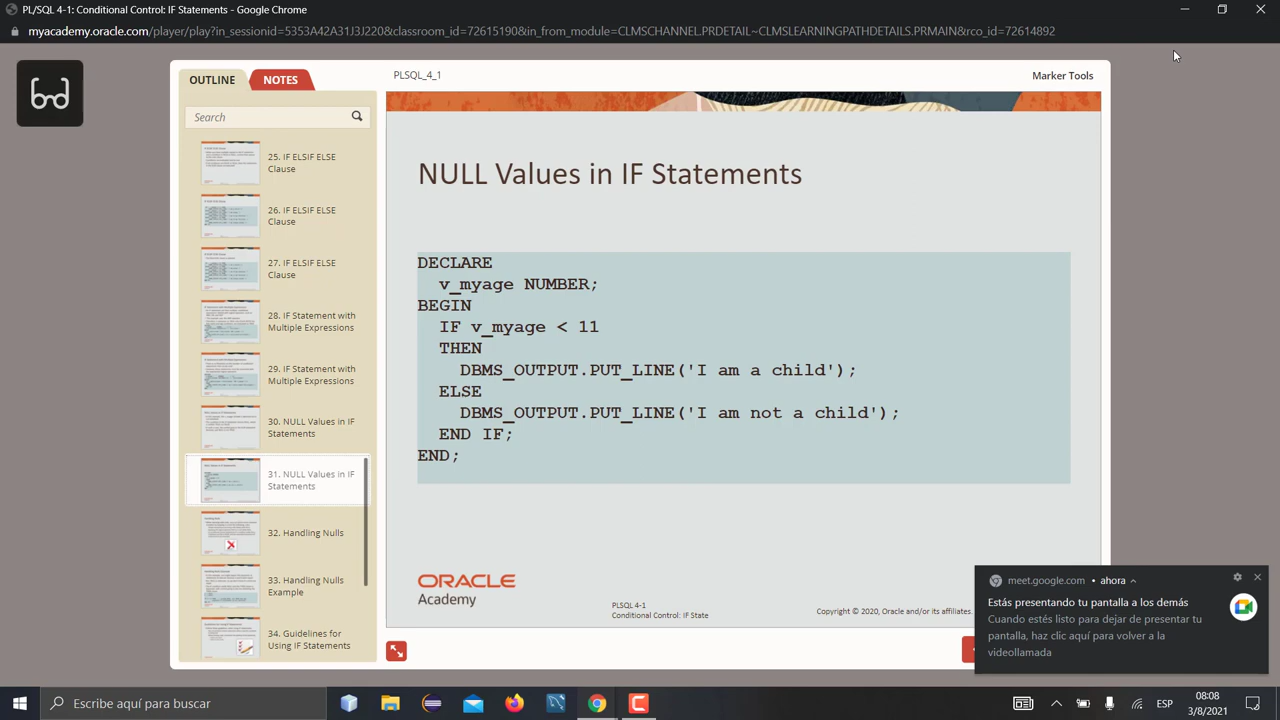 PL/SQL 4-1: Conditional Control: IF Statements - Google Chrome
myacademy.oracle.com/player/play?in_sessionid=5353A42A31J3J220&classroom_id=72615190&in_from_module=CLMSCHANNEL.PRDETAIL~CLMSLEARNINGPATHDETAILS.PRMAIN&rco_id=72614892
OUTLINE
NOTES
PLSQL_4_1
Marker Tools
Search
25. IF ELSIF ELSE
Clause
26. IF ELSIF ELSE
Clause
27. IF ELSIF ELSE
Clause
28. IF Statement with
Multiple Expressions
29. IF Statement with
Multiple Expressions
30. NULL Values in IF
Statements
31. NULL Values in IF
Statements
32. Handling Nulls
33. Handling Nulls
Example
34. Guidelines for
Using IF Statements
NULL Values in IF Statements
DECLARE
v_myage NUMBER;
BEGIN
IF v_myage < 11
THEN
DBMS_OUTPUT.PUT_LINE('I am a child');
ELSE
DBMS_OUTPUT.PUT_LINE('I am not a child');
END IF;
END;
ORACLE
Academy
PLSQL 4-1
Conditional Control: IF State
Copyright © 2020, Oracle and/or its affiliates.
meet.google.com • ahora
Estás presentando tu pantalla a los demás
Cuando estés listo para dejar de presentar tu
pantalla, haz clic aquí para volver a la
videollamada
Escribe aquí para buscar
ESP
08:08
3/8/2021